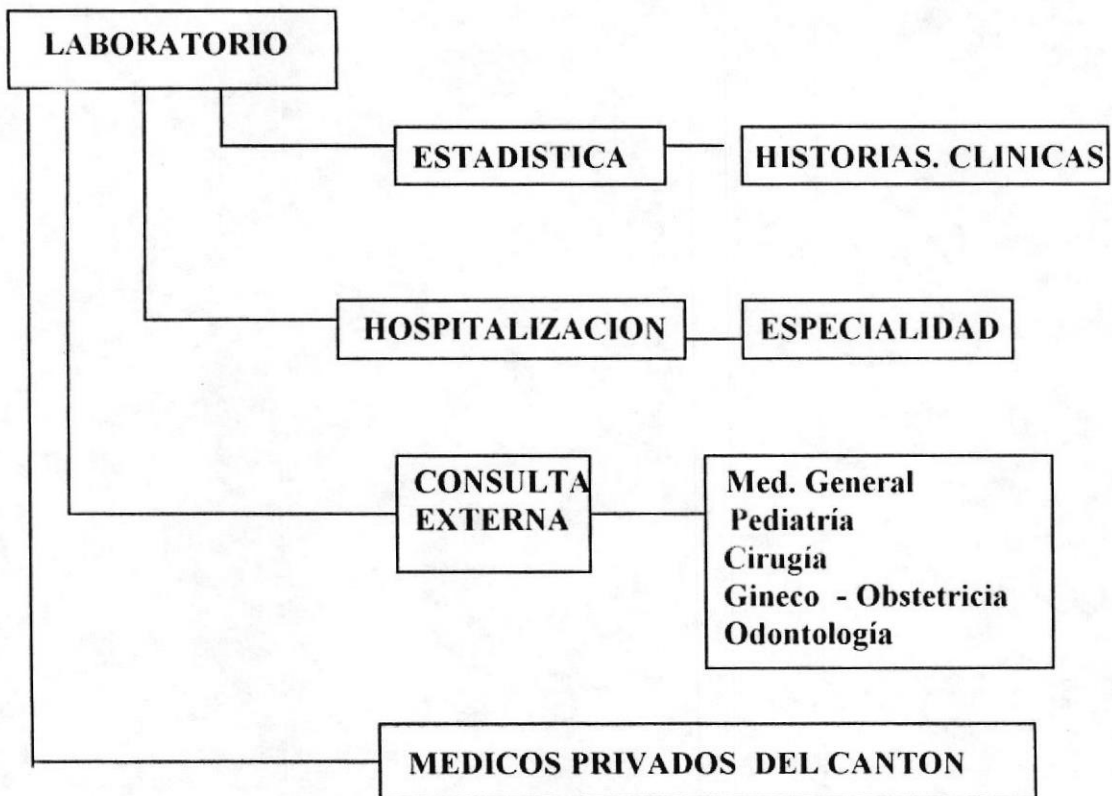 LABORATORIO
ESTADISTICA
HISTORIAS. CLINICAS
HOSPITALIZACION
ESPECIALIDAD
CONSULTA
EXTERNA
Med. General
Pediatría
Cirugía
Gineco - Obstetricia
Odontología
MEDICOS PRIVADOS DEL CANTON